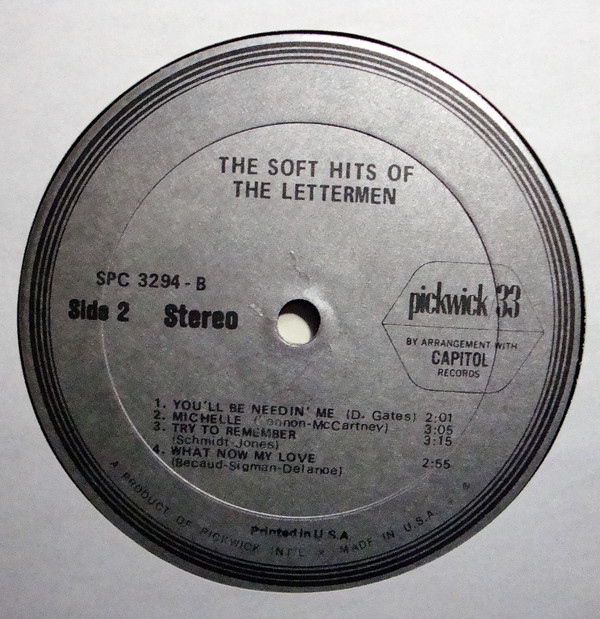 THE SOFT HITS OF
THE LETTERMEN
SPC 3294 - B
Side 2 Stereo
pickwick 33
BY ARRANGEMENT WITH
CAPITOL
RECORDS
1. YOU'LL BE NEEDIN' ME (D. Gates) 2:01
2. MICHELLE (Lennon-McCartney) 3:05
3. TRY TO REMEMBER 3:15
(Schmidt-Jones)
4. WHAT NOW MY LOVE 2:55
(Becaud-Sigman-Delanoe)
Printed in U.S.A.
A PRODUCT OF PICKWICK INT'L * MADE IN U.S.A.